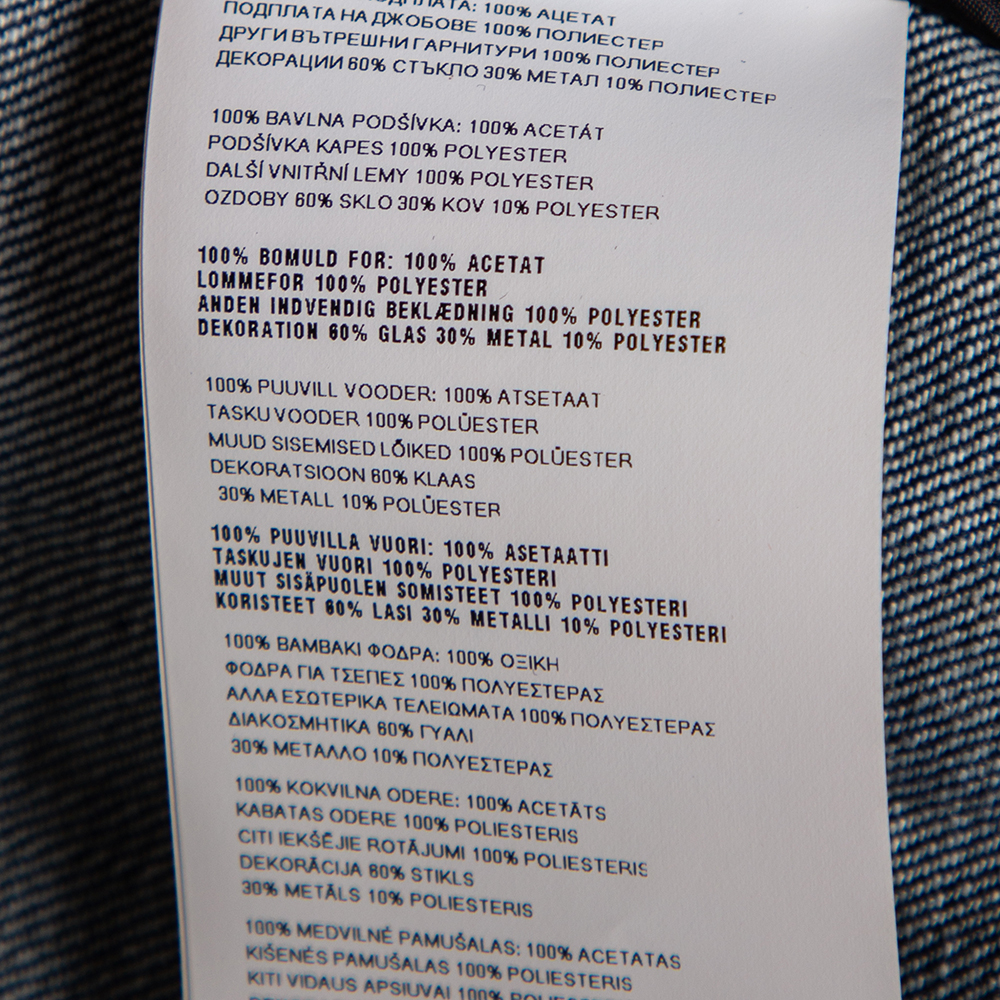 100% АЦЕТАТ
ПОДПЛАТА НА ДЖОБОВЕ 100% ПОЛИЕСТЕР
ДРУГИ ВЪТРЕШНИ ГАРНИТУРИ 100% ПОЛИЕСТЕР
ДЕКОРАЦИИ 60% СТЪКЛО 30% МЕТАЛ 10% ПОЛИЕСТЕР
100% BAVLNA PODŠÍVKA: 100% ACETÁT
PODŠÍVKA KAPES 100% POLYESTER
DALŠÍ VNITŘNÍ LEMY 100% POLYESTER
OZDOBY 60% SKLO 30% KOV 10% POLYESTER
100% BOMULD FOR: 100% ACETAT
LOMMEFOR 100% POLYESTER
ANDEN INDVENDIG BEKLÆDNING 100% POLYESTER
DEKORATION 60% GLAS 30% METAL 10% POLYESTER
100% PUUVILL VOODER: 100% ATSETAAT
TASKU VOODER 100% POLÜESTER
MUUD SISEMISED LÕIKED 100% POLÜESTER
DEKORATSIOON 60% KLAAS
30% METALL 10% POLÜESTER
100% PUUVILLA VUORI: 100% ASETAATTI
TASKUJEN VUORI 100% POLYESTERI
MUUT SISÄPUOLEN SOMISTEET 100% POLYESTERI
KORISTEET 60% LASI 30% METALLI 10% POLYESTERI
100% ΒΑΜΒΑΚΙ ΦΟΔΡΑ: 100% ΟΞΙΚΗ
ΦΟΔΡΑ ΓΙΑ ΤΣΕΠΕΣ 100% ΠΟΛΥΕΣΤΕΡΑΣ
ΑΛΛΑ ΕΣΩΤΕΡΙΚΑ ΤΕΛΕΙΩΜΑΤΑ 100% ΠΟΛΥΕΣΤΕΡΑΣ
ΔΙΑΚΟΣΜΗΤΙΚΑ 60% ΓΥΑΛΙ
30% ΜΕΤΑΛΛΟ 10% ΠΟΛΥΕΣΤΕΡΑΣ
100% KOKVILNA ODERE: 100% ACETĀTS
KABATAS ODERE 100% POLIESTERIS
CITI IEKŠĒJIE ROTĀJUMI 100% POLIESTERIS
DEKORĀCIJA 60% STIKLS
30% METĀLS 10% POLIESTERIS
100% MEDVILNĖ PAMUŠALAS: 100% ACETATAS
KIŠENĖS PAMUŠALAS 100% POLIESTERIS
KITI VIDAUS APSIUVAI 100%